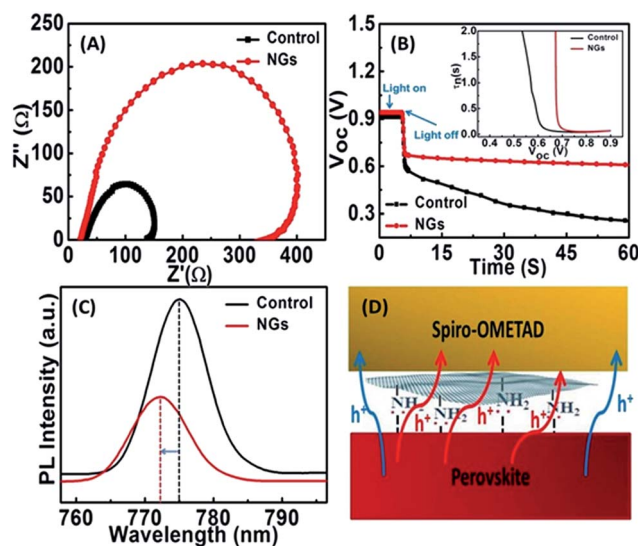 (A)
Control
NGs
Z'' (Ω)
250
200
150
100
50
0
0 100 200 300 400
Z'(Ω)
(B)
Light on
Light off
Voc (V)
1.5
1.2
0.9
0.6
0.3
0 15 30 45 60
Time (S)
Control
NGs
Control
NGs
τn(s)
2.0
1.5
1.0
0.5
0.0
0.5 0.6 0.7 0.8 0.9
Voc (V)
(C)
Control
NGs
PL Intensity (a.u.)
760 770 780 790
Wavelength (nm)
(D)
Spiro-OMETAD
h+
NH2
h+
NH2
h+
NH2
h+
NH2
h+
Perovskite